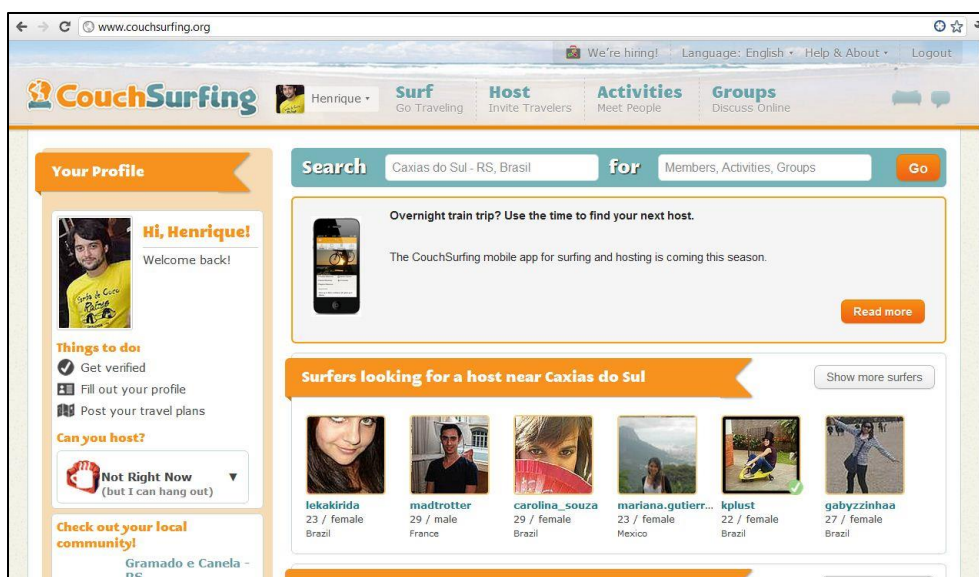 www.couchsurfing.org
We're hiring! Language: English Help & About Logout
CouchSurfing
Henrique
Surf
Go Traveling
Host
Invite Travelers
Activities
Meet People
Groups
Discuss Online
Your Profile
Hi, Henrique!
Welcome back!
Things to do:
Get verified
Fill out your profile
Post your travel plans
Can you host?
Not Right Now
(but I can hang out)
Check out your local
community!
Gramado e Canela -
RS
Search Caxias do Sul - RS, Brasil for Members, Activities, Groups Go
Overnight train trip? Use the time to find your next host.
The CouchSurfing mobile app for surfing and hosting is coming this season.
Read more
Surfers looking for a host near Caxias do Sul
Show more surfers
lekakirida
23 / female
Brazil
madtrotter
29 / male
France
carolina_souza
29 / female
Brazil
mariana.gutierr...
23 / female
Mexico
kplust
22 / female
Brazil
gabyzzinhaa
27 / female
Brazil